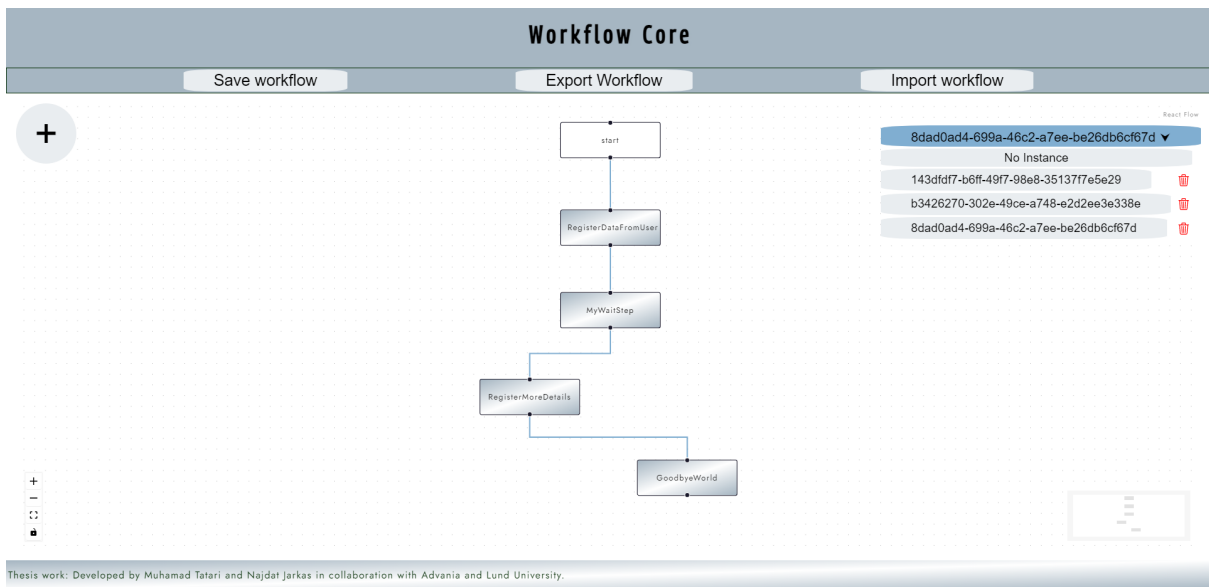 Workflow Core
Save workflow
Export Workflow
Import workflow
React Flow
+
start
8dad0ad4-699a-46c2-a7ee-be26db6cf67d
No Instance
143dfdf7-b6ff-49f7-98e8-35137f7e5e29
b3426270-302e-49ce-a748-e2d2ee3e338e
8dad0ad4-699a-46c2-a7ee-be26db6cf67d
RegisterDataFromUser
MyWaitStep
RegisterMoreDetails
GoodbyeWorld
+
−
Thesis work: Developed by Muhamad Tatari and Najdat Jarkas in collaboration with Advania and Lund University.